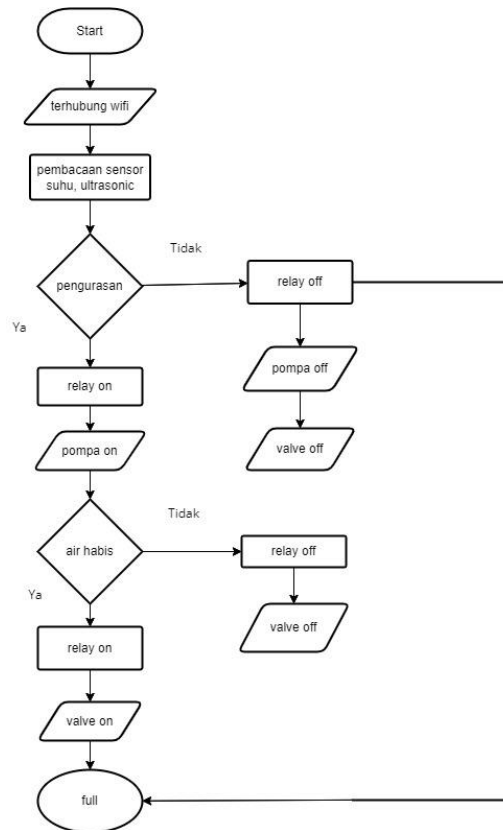 Start
terhubung wifi
pembacaan sensor
suhu, ultrasonic
Tidak
pengurasan
relay off
Ya
pompa off
relay on
pompa on
valve off
Tidak
air habis
relay off
Ya
valve off
relay on
valve on
full